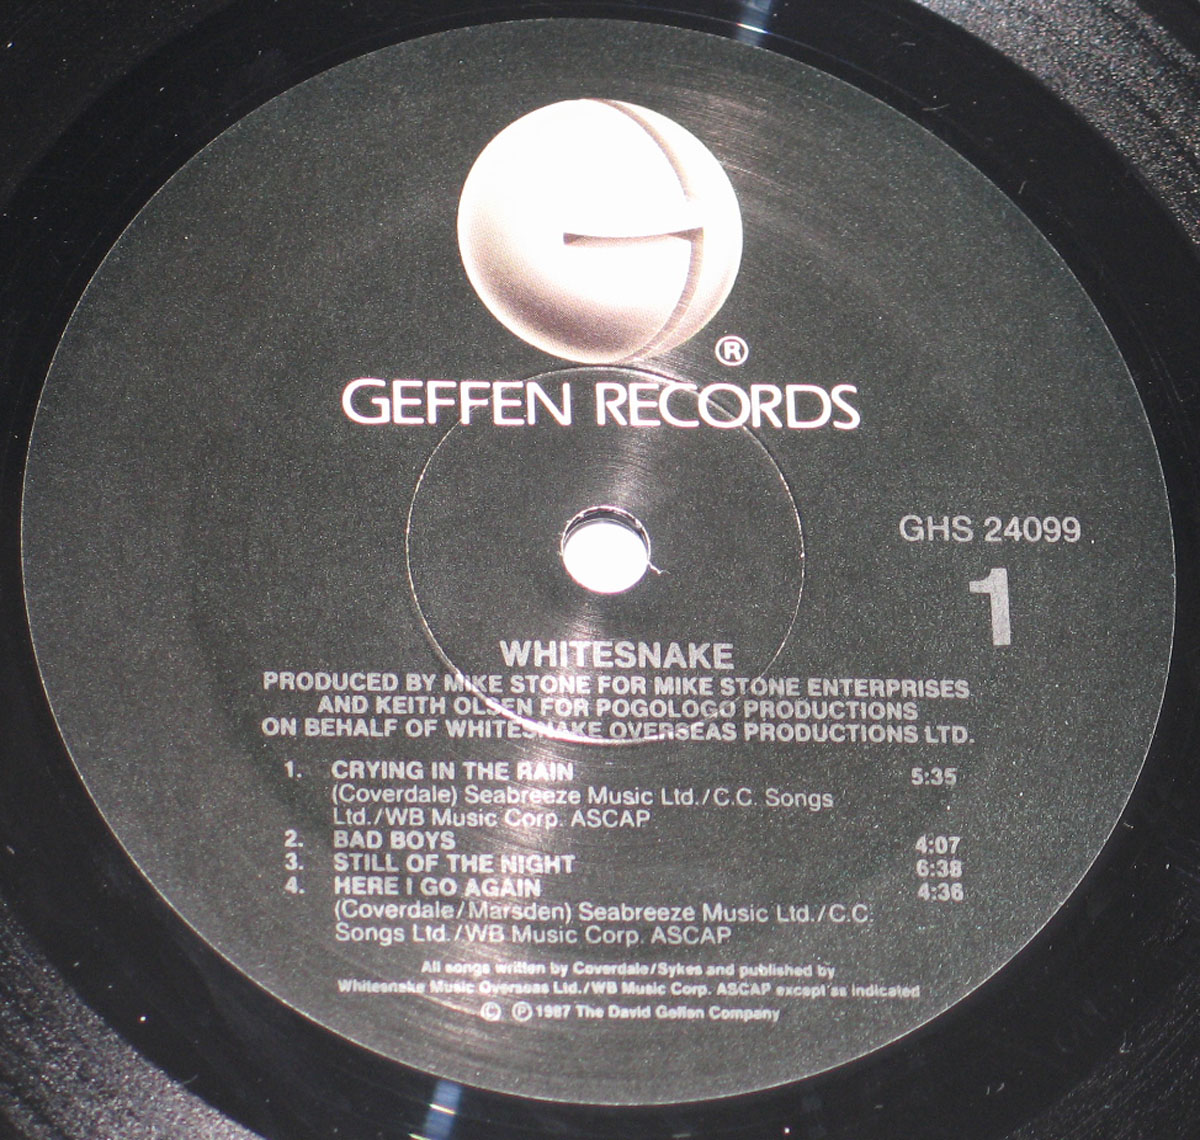 ®
GEFFEN RECORDS
GHS 24099
1
WHITESNAKE
PRODUCED BY MIKE STONE FOR MIKE STONE ENTERPRISES
AND KEITH OLSEN FOR POGOLOGO PRODUCTIONS
ON BEHALF OF WHITESNAKE OVERSEAS PRODUCTIONS LTD.
1. CRYING IN THE RAIN 5:35
(Coverdale) Seabreeze Music Ltd./C.C. Songs
Ltd./WB Music Corp. ASCAP
2. BAD BOYS 4:07
3. STILL OF THE NIGHT 6:38
4. HERE I GO AGAIN 4:36
(Coverdale/Marsden) Seabreeze Music Ltd./C.C.
Songs Ltd./WB Music Corp. ASCAP
All songs written by Coverdale/Sykes and published by
Whitesnake Music Overseas Ltd./WB Music Corp. ASCAP except as indicated
© ℗ 1987 The David Geffen Company